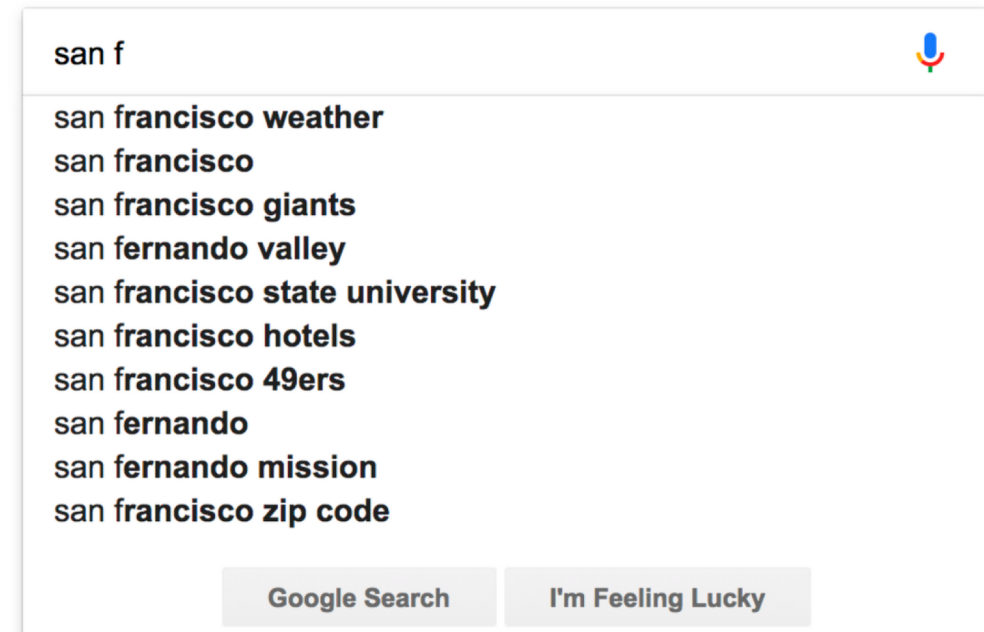 san f
san francisco weather
san francisco
san francisco giants
san fernando valley
san francisco state university
san francisco hotels
san francisco 49ers
san fernando
san fernando mission
san francisco zip code
Google Search I'm Feeling Lucky